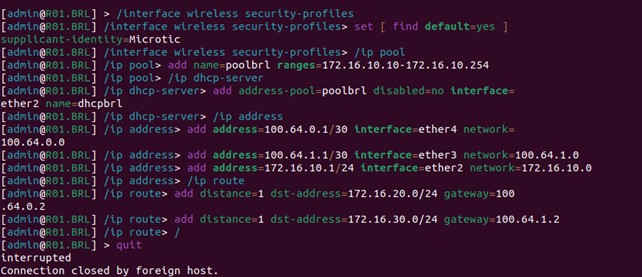 [admin@R01.BRL] > /interface wireless security-profiles
[admin@R01.BRL] /interface wireless security-profiles> set [ find default=yes ]
supplicant-identity=Microtic
[admin@R01.BRL] /interface wireless security-profiles> /ip pool
[admin@R01.BRL] /ip pool> add name=poolbrl ranges=172.16.10.10-172.16.10.254
[admin@R01.BRL] /ip pool> /ip dhcp-server
[admin@R01.BRL] /ip dhcp-server> add address-pool=poolbrl disabled=no interface=
ether2 name=dhcpbrl
[admin@R01.BRL] /ip dhcp-server> /ip address
[admin@R01.BRL] /ip address> add address=100.64.0.1/30 interface=ether4 network=
100.64.0.0
[admin@R01.BRL] /ip address> add address=100.64.1.1/30 interface=ether3 network=100.64.1.0
[admin@R01.BRL] /ip address> add address=172.16.10.1/24 interface=ether2 network=172.16.10.0
[admin@R01.BRL] /ip address> /ip route
[admin@R01.BRL] /ip route> add distance=1 dst-address=172.16.20.0/24 gateway=100
.64.0.2
[admin@R01.BRL] /ip route> add distance=1 dst-address=172.16.30.0/24 gateway=100.64.1.2
[admin@R01.BRL] /ip route> /
[admin@R01.BRL] > quit
interrupted
Connection closed by foreign host.